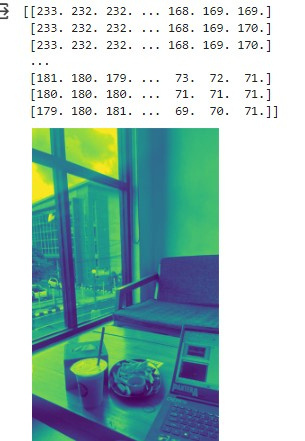 [[233. 232. 232. ... 168. 169. 169.]
[233. 232. 232. ... 168. 169. 170.]
[233. 232. 232. ... 168. 169. 170.]
...
[181. 180. 179. ... 73. 72. 71.]
[180. 180. 180. ... 71. 71. 71.]
[179. 180. 181. ... 69. 70. 71.]]